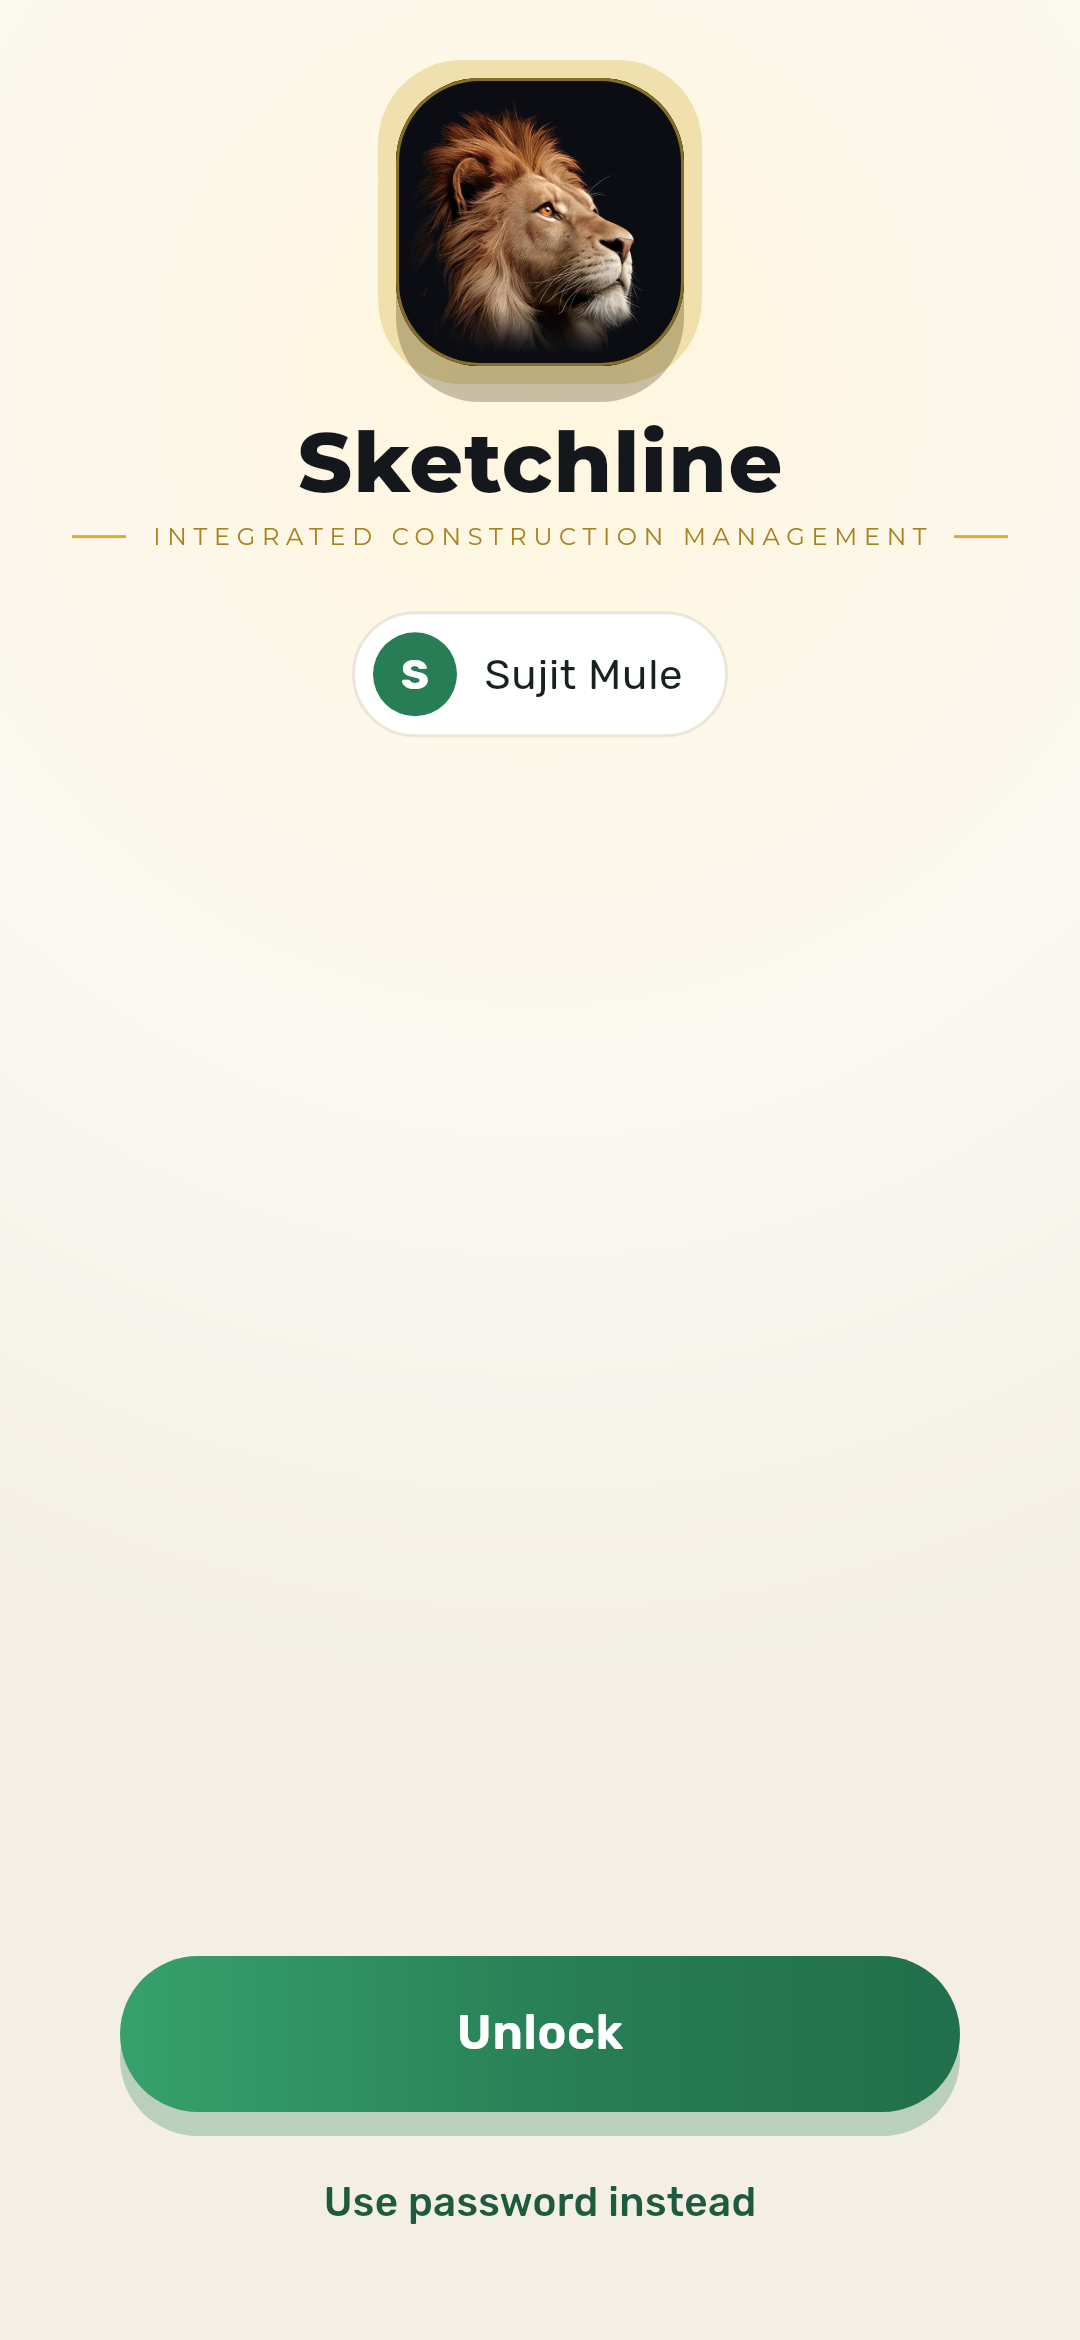 Sketchline
INTEGRATED CONSTRUCTION MANAGEMENT
S Sujit Mule
Unlock
Use password instead